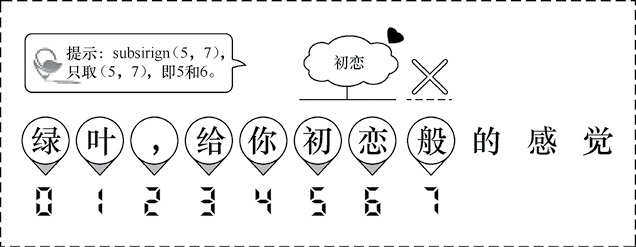 提示：subsirign（5，7），
只取（5，7），即5和6。
初恋
绿叶，给你初恋般的感觉
0 1 2 3 4 5 6 7